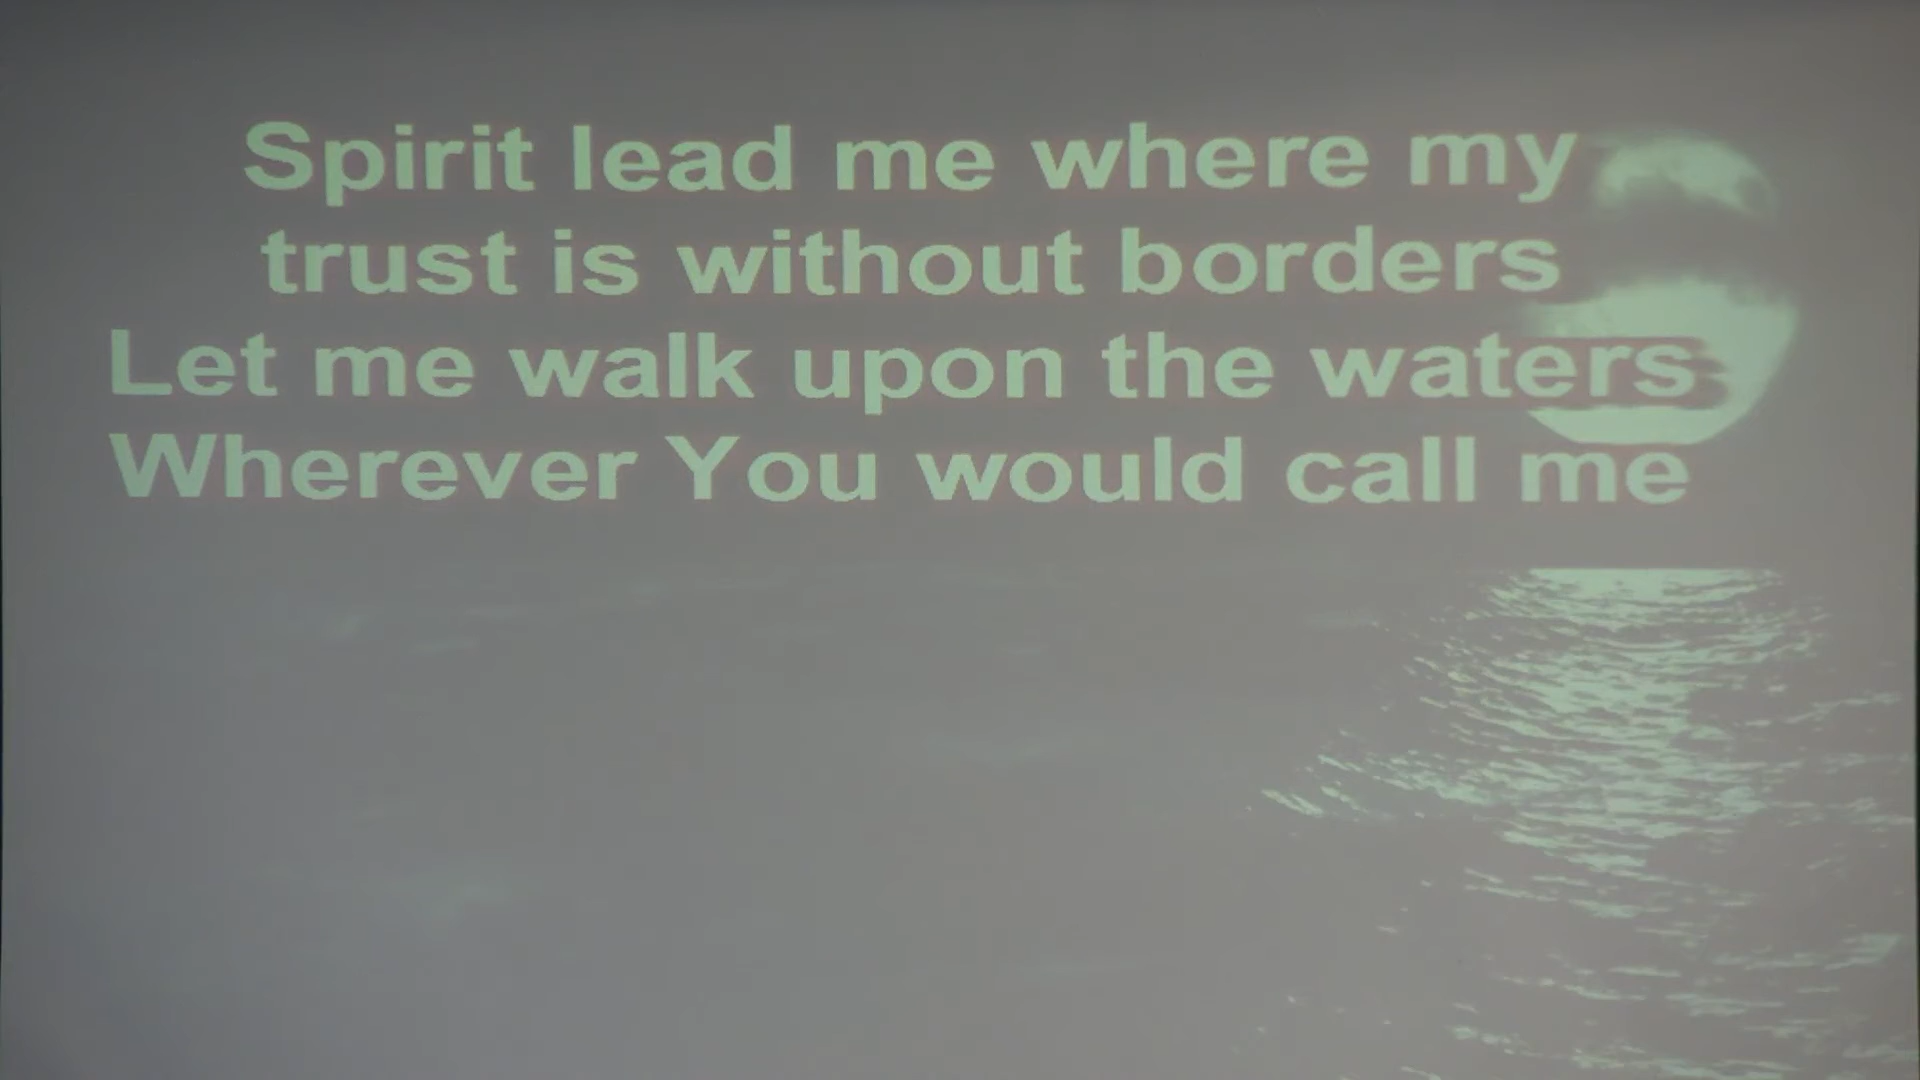 Spirit lead me where my
trust is without borders
Let me walk upon the waters
Wherever You would call me